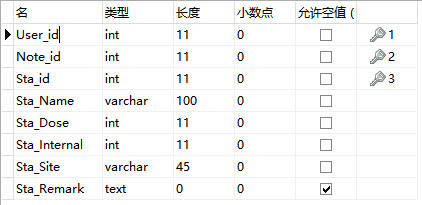 名 类型 长度 小数点 允许空值 (
User_id int 11 0 1
Note_id int 11 0 2
Sta_id int 11 0 3
Sta_Name varchar 100 0
Sta_Dose int 11 0
Sta_Internal int 11 0
Sta_Site varchar 45 0
Sta_Remark text 0 0